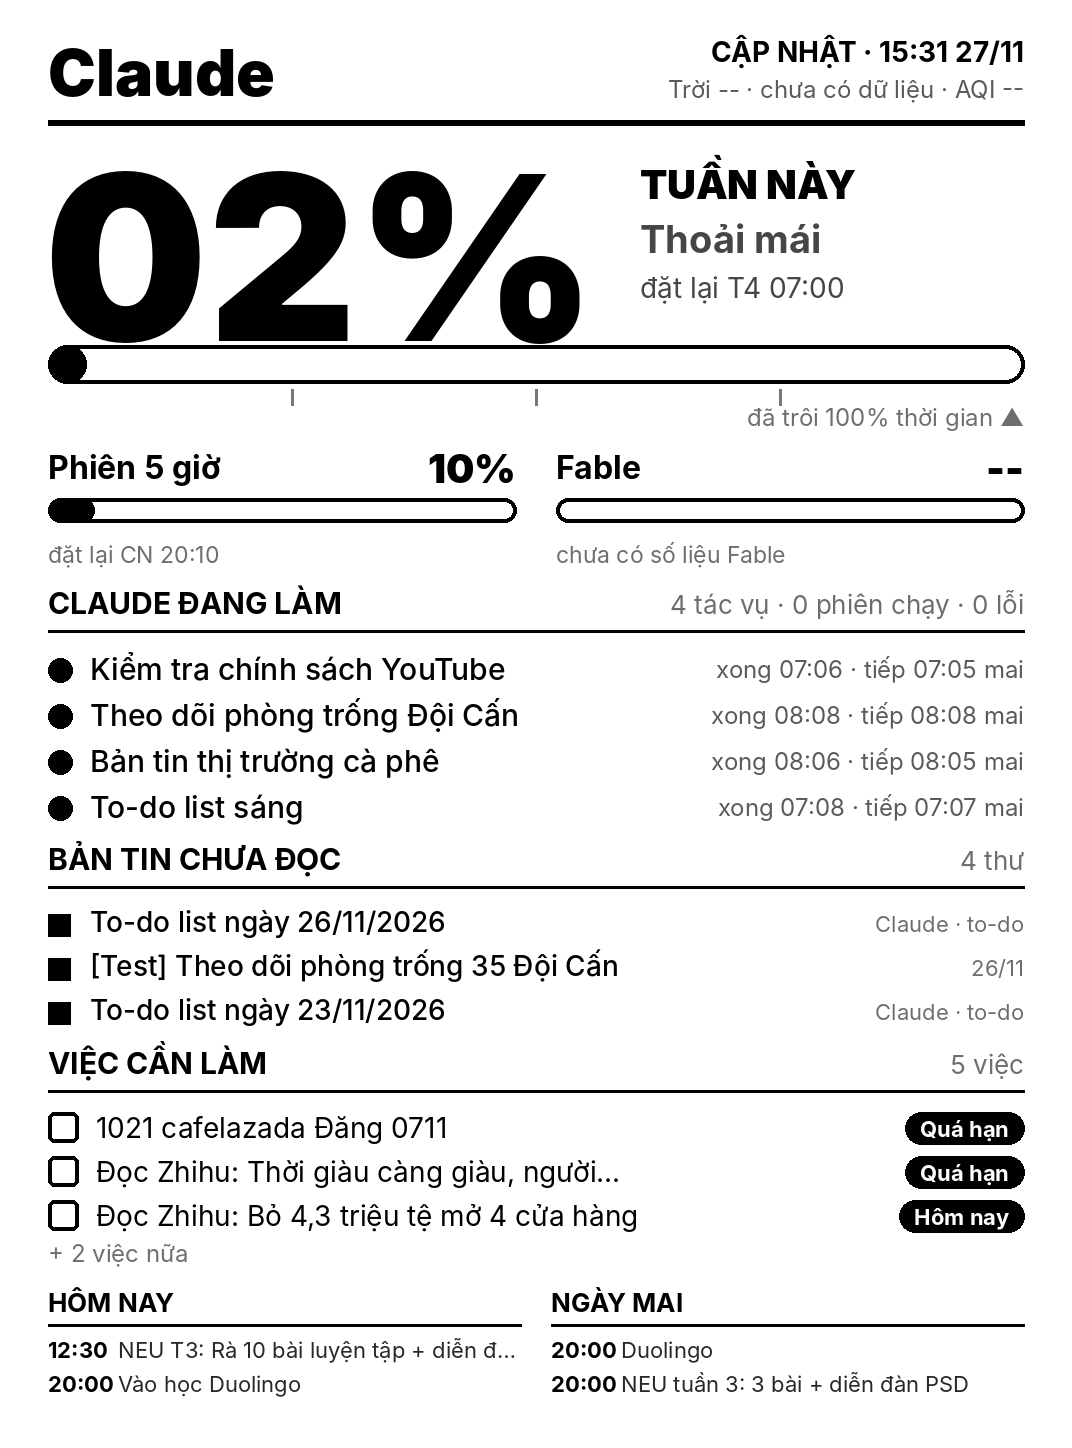 Claude
CẬP NHẬT · 15:31 27/11
Trời -- · chưa có dữ liệu · AQI --
02%
TUẦN NÀY
Thoải mái
đặt lại T4 07:00
đã trôi 100% thời gian ▲
Phiên 5 giờ 10%
đặt lại CN 20:10
Fable --
chưa có số liệu Fable
CLAUDE ĐANG LÀM 4 tác vụ · 0 phiên chạy · 0 lỗi
Kiểm tra chính sách YouTube xong 07:06 · tiếp 07:05 mai
Theo dõi phòng trống Đội Cấn xong 08:08 · tiếp 08:08 mai
Bản tin thị trường cà phê xong 08:06 · tiếp 08:05 mai
To-do list sáng xong 07:08 · tiếp 07:07 mai
BẢN TIN CHƯA ĐỌC 4 thư
To-do list ngày 26/11/2026 Claude · to-do
[Test] Theo dõi phòng trống 35 Đội Cấn 26/11
To-do list ngày 23/11/2026 Claude · to-do
VIỆC CẦN LÀM 5 việc
1021 cafelazada Đăng 0711 Quá hạn
Đọc Zhihu: Thời giàu càng giàu, người... Quá hạn
Đọc Zhihu: Bỏ 4,3 triệu tệ mở 4 cửa hàng Hôm nay
+ 2 việc nữa
HÔM NAY
12:30 NEU T3: Rà 10 bài luyện tập + diễn đ...
20:00 Vào học Duolingo
NGÀY MAI
20:00 Duolingo
20:00 NEU tuần 3: 3 bài + diễn đàn PSD